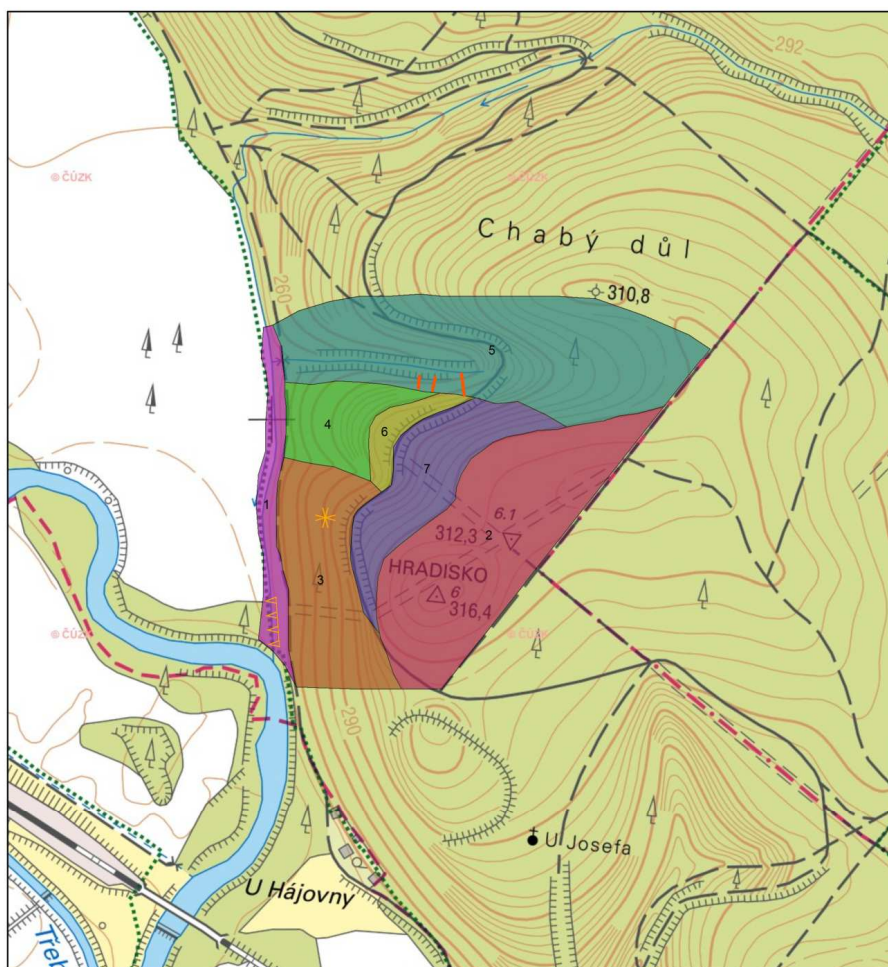 292
© ČÚZK
© ČÚZK
Chabý důl
260
310,8
5
4
6
7
1
6.1
312,3
2
3
HRADISKO
6
316,4
© ČÚZK
© ČÚZK
290
U Josefa
U Hájovny
Třeb